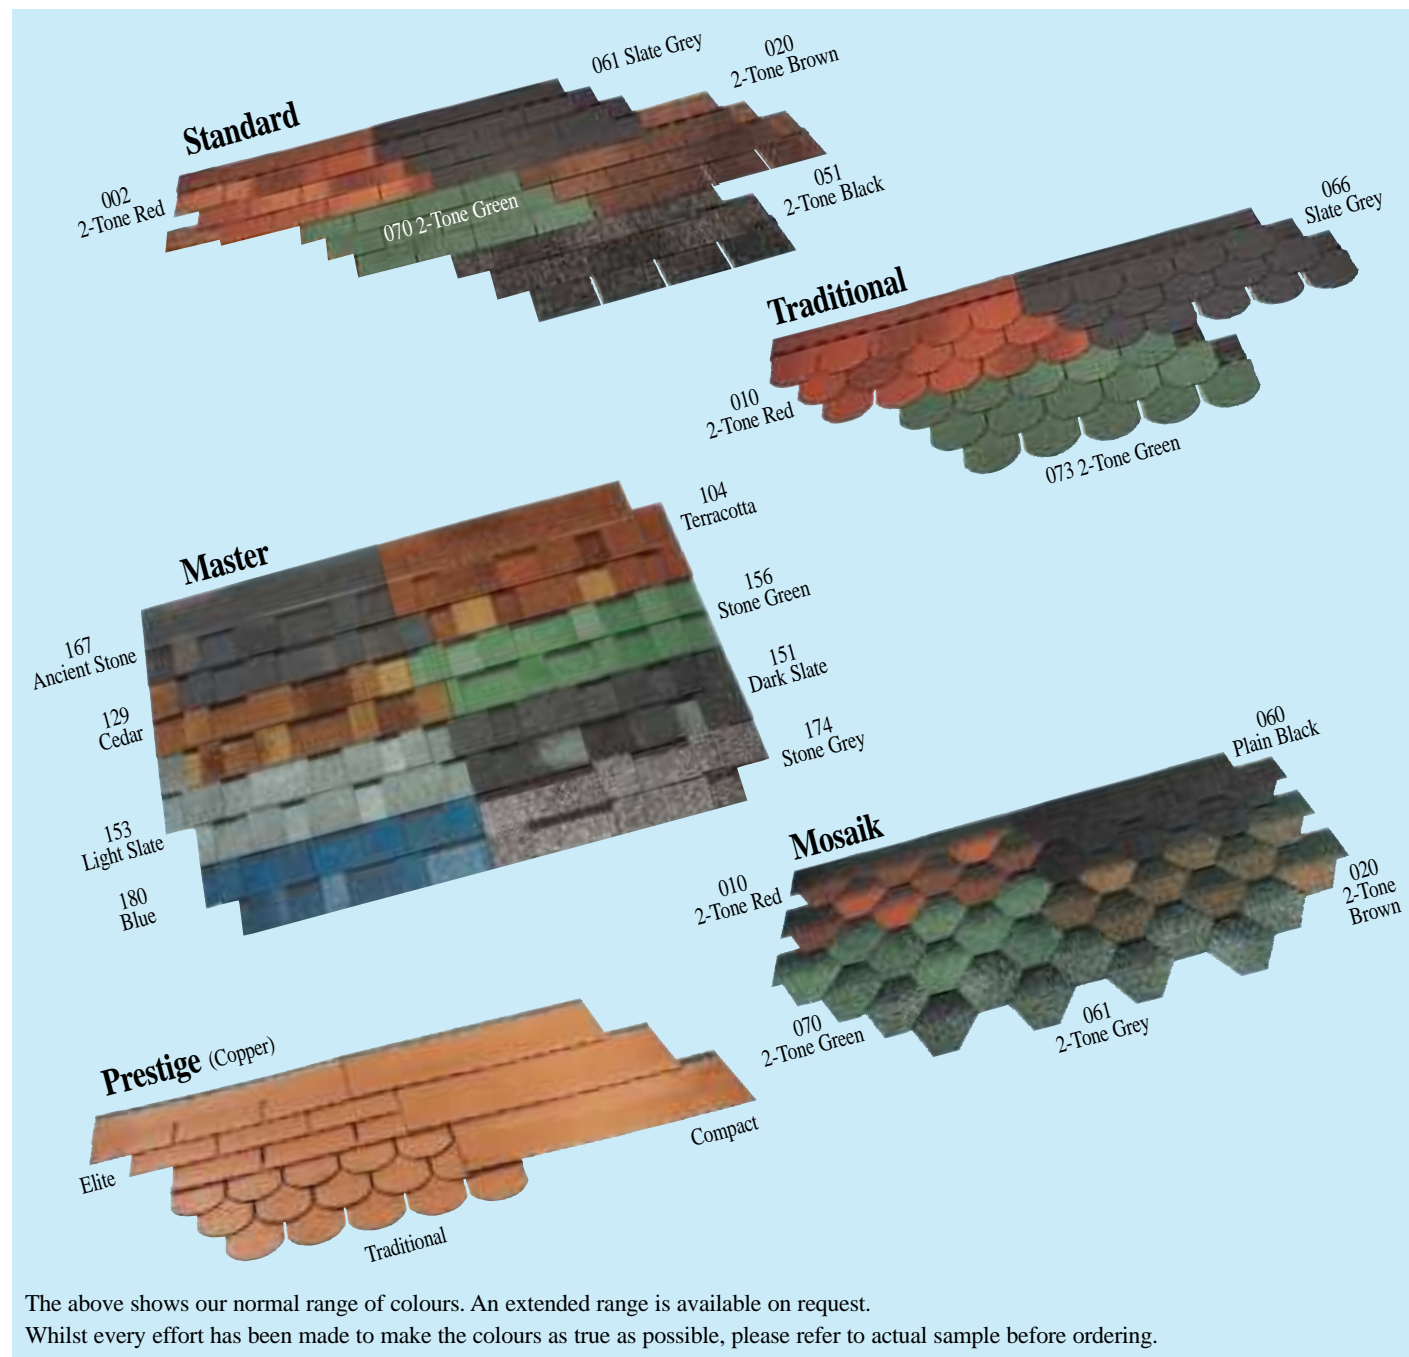 Standard
061 Slate Grey
020
2-Tone Brown
002
2-Tone Red
070 2-Tone Green
051
2-Tone Black
Traditional
066
Slate Grey
010
2-Tone Red
073 2-Tone Green
Master
104
Terracotta
156
Stone Green
167
Ancient Stone
151
Dark Slate
129
Cedar
174
Stone Grey
153
Light Slate
180
Blue
Mosaik
060
Plain Black
010
2-Tone Red
020
2-Tone
Brown
070
2-Tone Green
061
2-Tone Grey
Prestige (Copper)
Elite
Compact
Traditional
The above shows our normal range of colours. An extended range is available on request.
Whilst every effort has been made to make the colours as true as possible, please refer to actual sample before ordering.